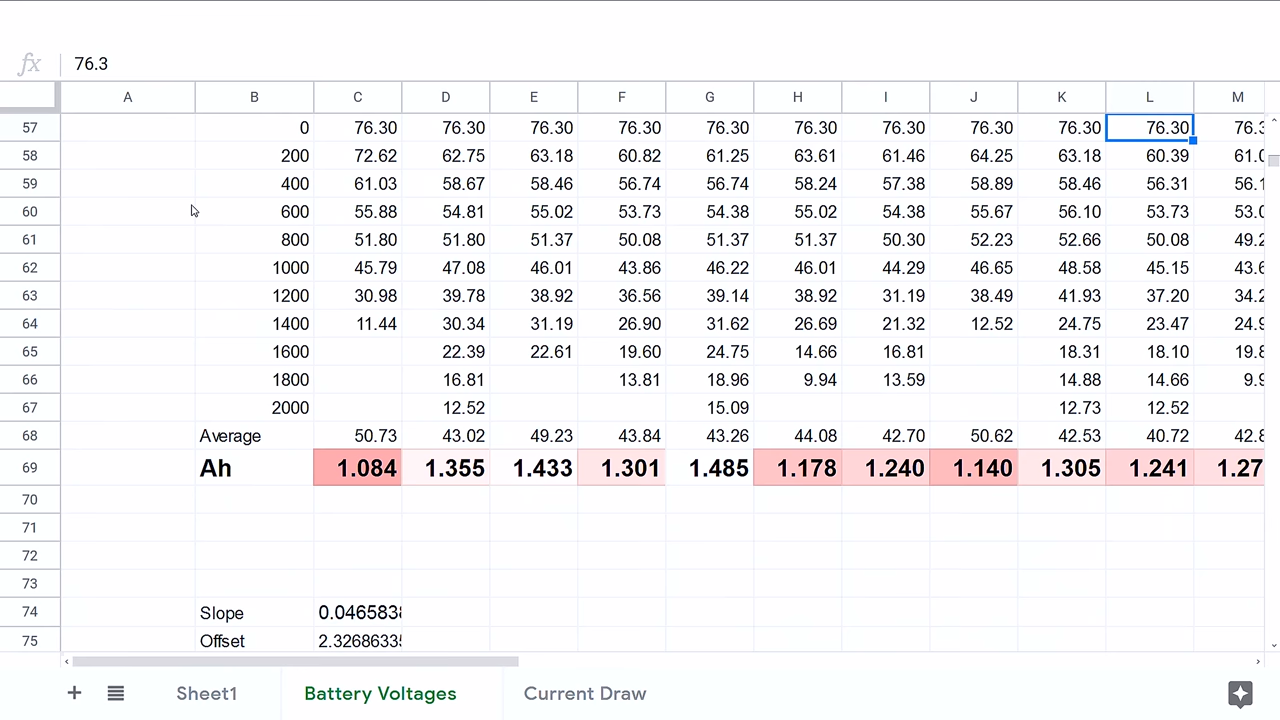 fx 76.3
A B C D E F G H I J K L M
57 0 76.30 76.30 76.30 76.30 76.30 76.30 76.30 76.30 76.30 76.30 76.3
58 200 72.62 62.75 63.18 60.82 61.25 63.61 61.46 64.25 63.18 60.39 61.0
59 400 61.03 58.67 58.46 56.74 56.74 58.24 57.38 58.89 58.46 56.31 56.1
60 600 55.88 54.81 55.02 53.73 54.38 55.02 54.38 55.67 56.10 53.73 53.0
61 800 51.80 51.80 51.37 50.08 51.37 51.37 50.30 52.23 52.66 50.08 49.2
62 1000 45.79 47.08 46.01 43.86 46.22 46.01 44.29 46.65 48.58 45.15 43.6
63 1200 30.98 39.78 38.92 36.56 39.14 38.92 31.19 38.49 41.93 37.20 34.2
64 1400 11.44 30.34 31.19 26.90 31.62 26.69 21.32 12.52 24.75 23.47 24.9
65 1600 22.39 22.61 19.60 24.75 14.66 16.81 18.31 18.10 19.8
66 1800 16.81 13.81 18.96 9.94 13.59 14.88 14.66 9.9
67 2000 12.52 15.09 12.73 12.52
68 Average 50.73 43.02 49.23 43.84 43.26 44.08 42.70 50.62 42.53 40.72 42.8
69 Ah 1.084 1.355 1.433 1.301 1.485 1.178 1.240 1.140 1.305 1.241 1.27
70
71
72
73
74 Slope 0.046583
75 Offset 2.3268633
Sheet1 Battery Voltages Current Draw